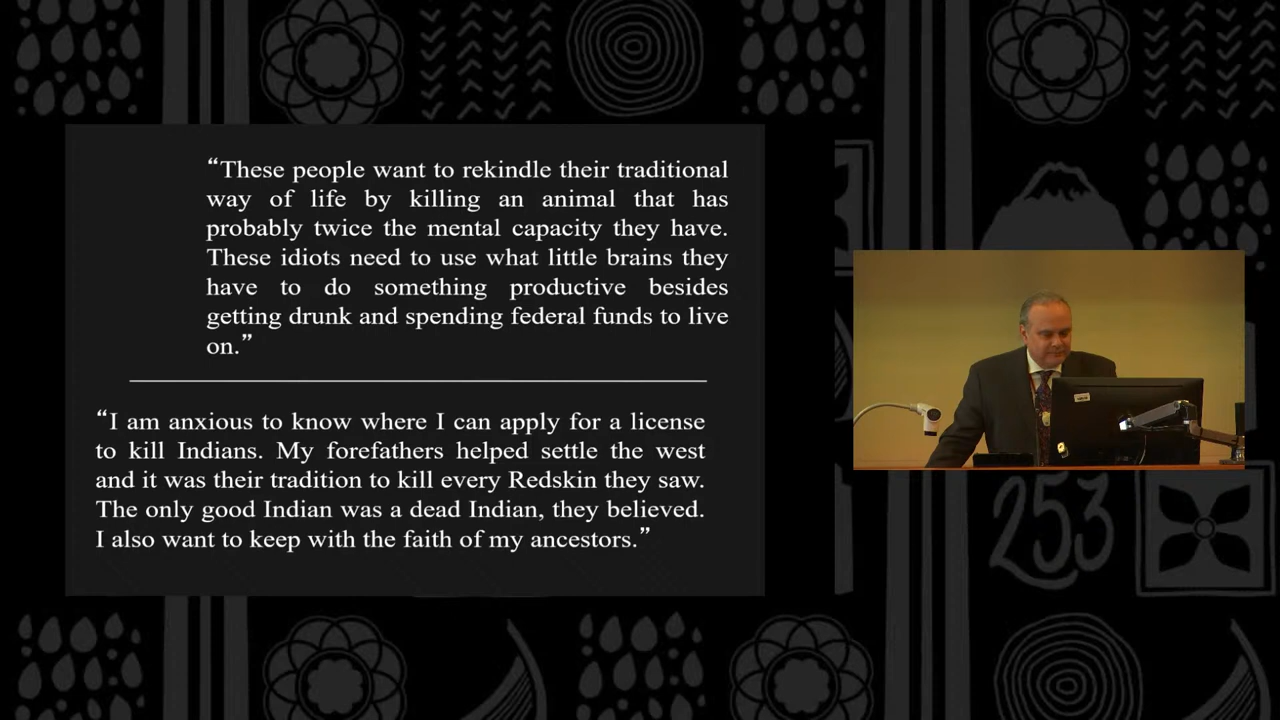 “These people want to rekindle their traditional
way of life by killing an animal that has
probably twice the mental capacity they have.
These idiots need to use what little brains they
have to do something productive besides
getting drunk and spending federal funds to live
on.”
“I am anxious to know where I can apply for a license
to kill Indians. My forefathers helped settle the west
and it was their tradition to kill every Redskin they saw.
The only good Indian was a dead Indian, they believed.
I also want to keep with the faith of my ancestors.”
253